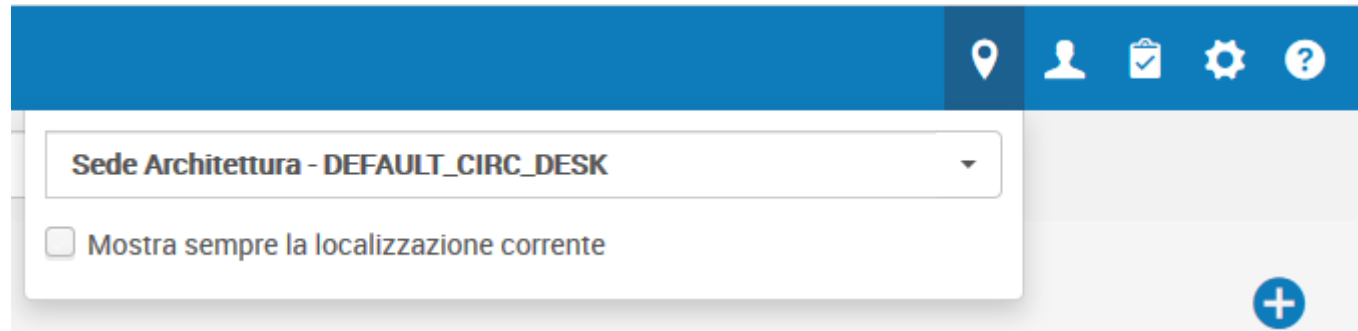 Sede Architettura - DEFAULT_CIRC_DESK
Mostra sempre la localizzazione corrente